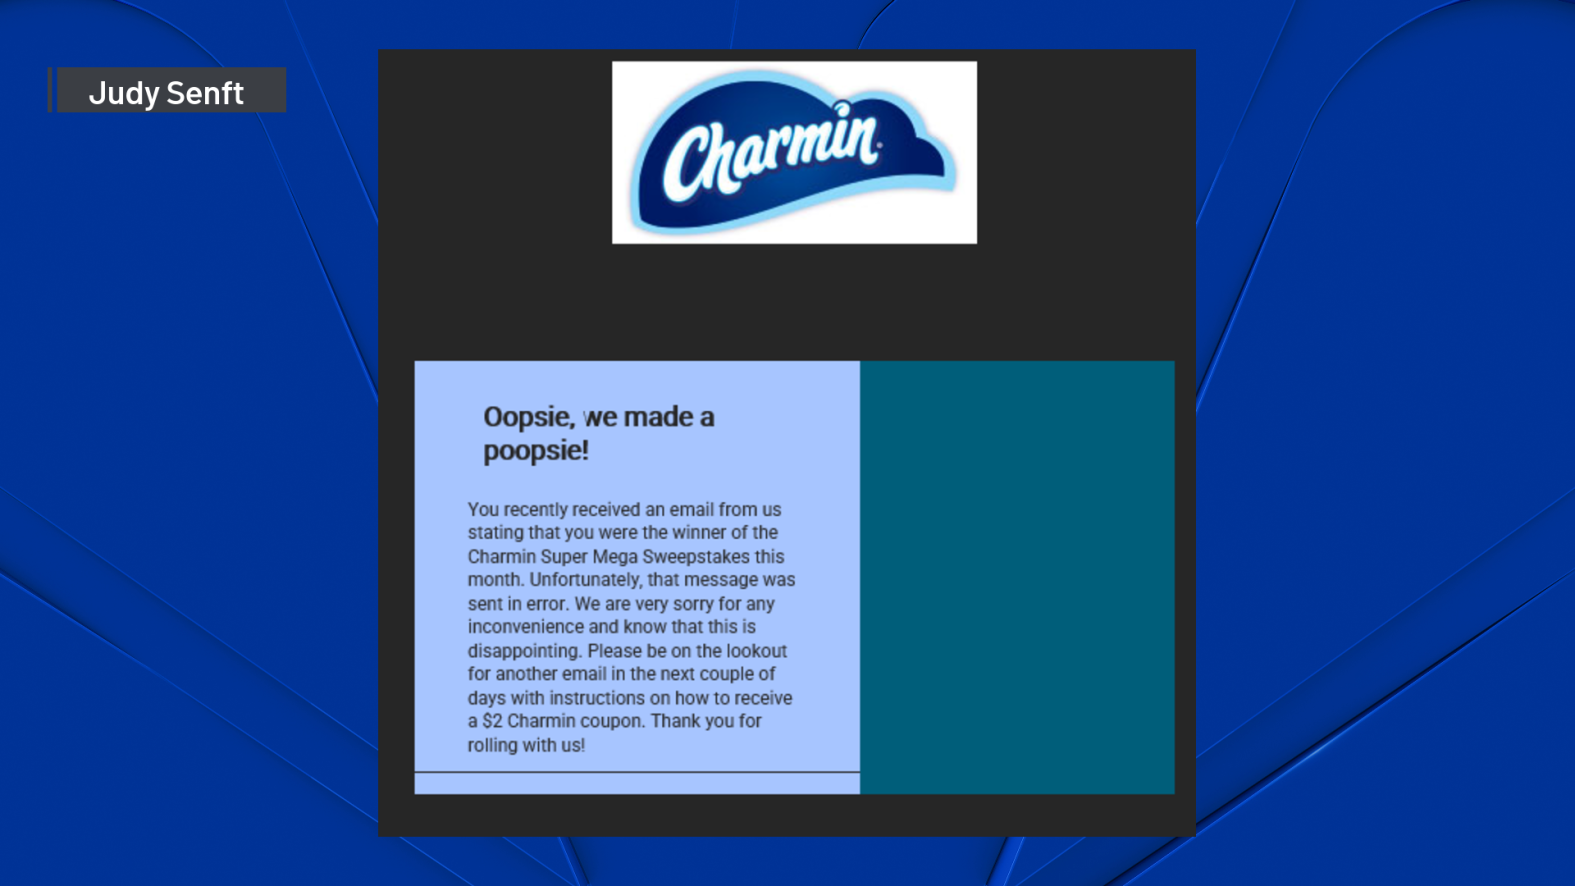 Judy Senft
Charmin
Oopsie, we made a
poopsie!
You recently received an email from us
stating that you were the winner of the
Charmin Super Mega Sweepstakes this
month. Unfortunately, that message was
sent in error. We are very sorry for any
inconvenience and know that this is
disappointing. Please be on the lookout
for another email in the next couple of
days with instructions on how to receive
a $2 Charmin coupon. Thank you for
rolling with us!